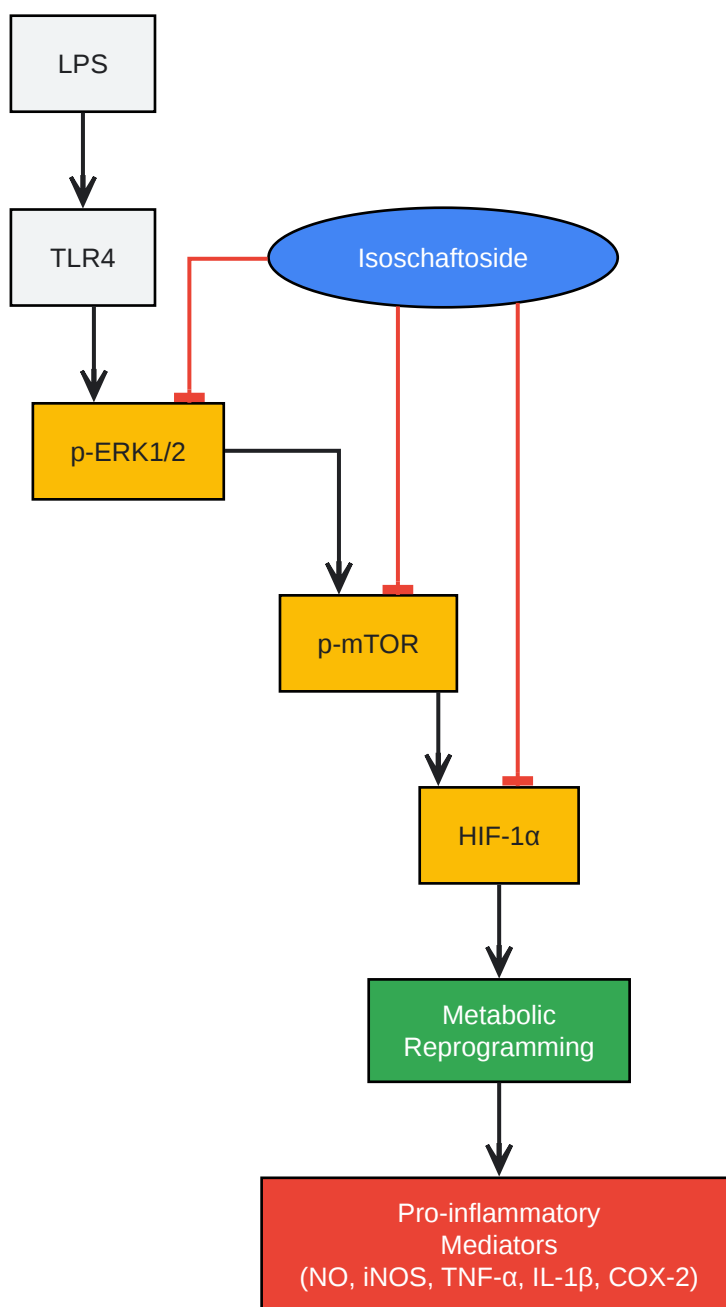 LPS
TLR4
Isoschaftoside
p-ERK1/2
p-mTOR
HIF-1α
Metabolic
Reprogramming
Pro-inflammatory
Mediators
(NO, iNOS, TNF-α, IL-1β, COX-2)